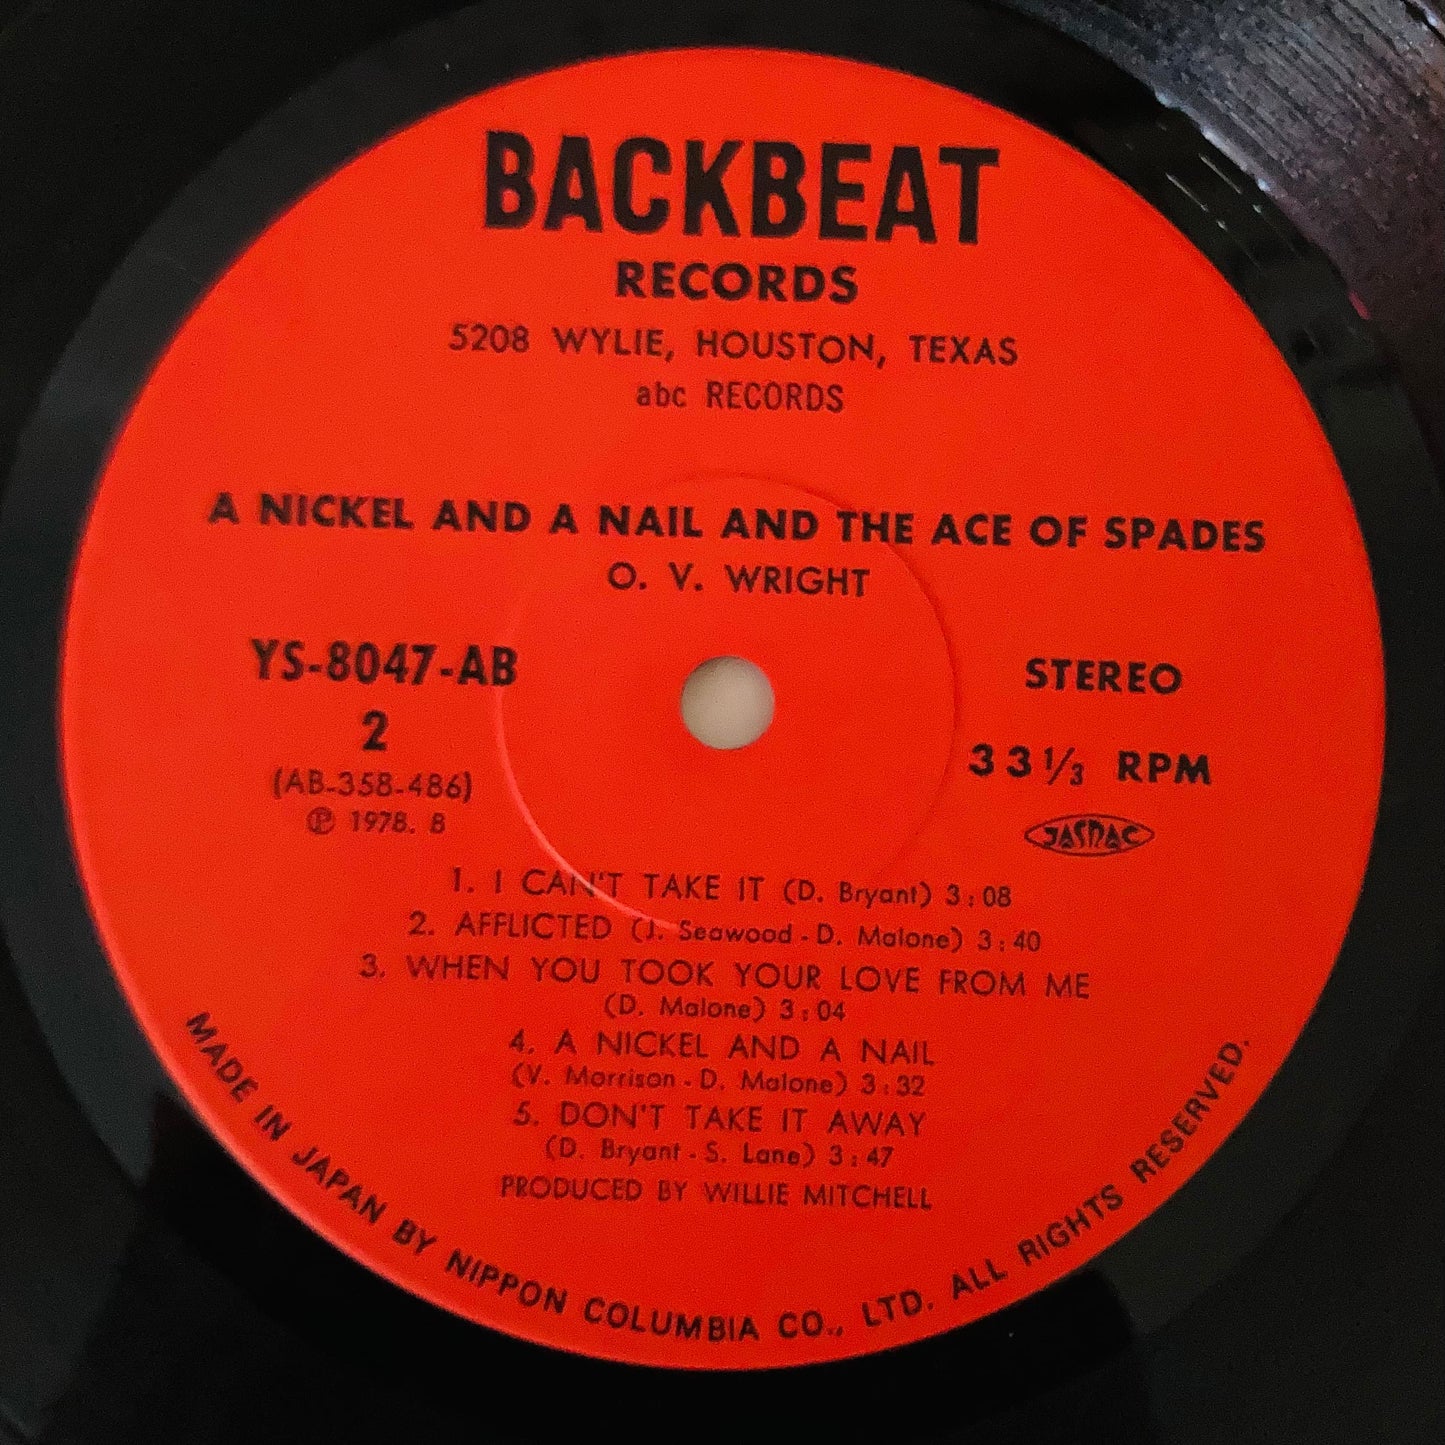 BACKBEAT
RECORDS
5208 WYLIE, HOUSTON, TEXAS
abc RECORDS
A NICKEL AND A NAIL AND THE ACE OF SPADES
O. V. WRIGHT
YS-8047-AB
2
(AB-358-486)
℗ 1978. 8
STEREO
33 1/3 RPM
JASRAC
1. I CAN'T TAKE IT (D. Bryant) 3:08
2. AFFLICTED (J. Seawood - D. Malone) 3:40
3. WHEN YOU TOOK YOUR LOVE FROM ME
(D. Malone) 3:04
4. A NICKEL AND A NAIL
(V. Morrison - D. Malone) 3:32
5. DON'T TAKE IT AWAY
(D. Bryant - S. Lane) 3:47
PRODUCED BY WILLIE MITCHELL
MADE IN JAPAN BY NIPPON COLUMBIA CO., LTD. ALL RIGHTS RESERVED.